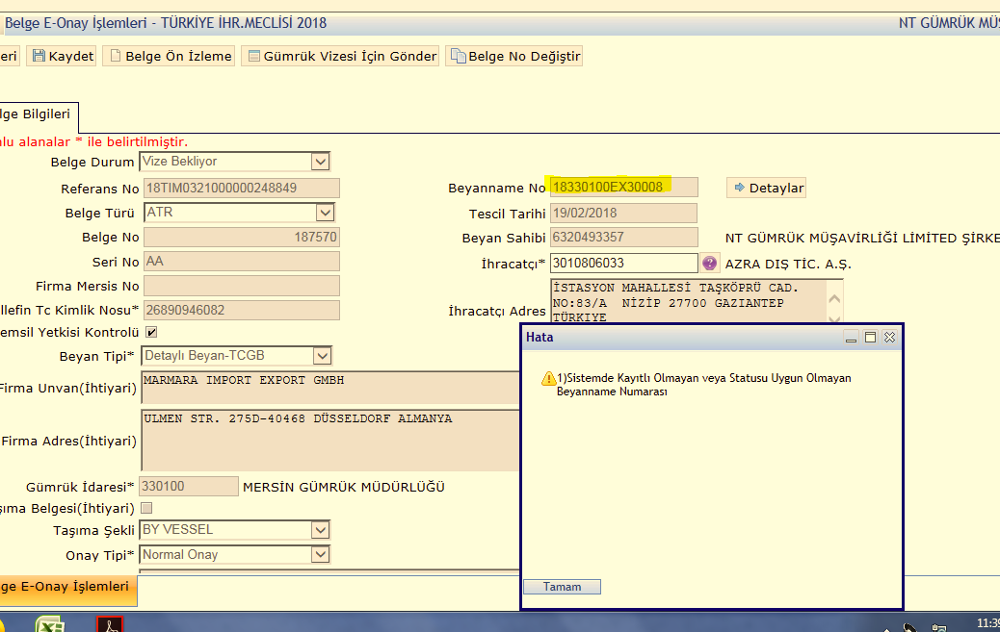 Belge E-Onay İşlemleri - TÜRKİYE İHR.MECLİSİ 2018
NT GÜMRÜK MÜŞ
eri
Kaydet
Belge Ön İzleme
Gümrük Vizesi İçin Gönder
Belge No Değiştir
lge Bilgileri
lu alanalar * ile belirtilmiştir.
Belge Durum Vize Bekliyor
Referans No 18TIM0321000000248849
Beyanname No 18330100EX30008
Detaylar
Belge Türü ATR
Tescil Tarihi 19/02/2018
Belge No 187570
Beyan Sahibi 6320493357 NT GÜMRÜK MÜŞAVİRLİĞİ LİMİTED ŞİRKE
Seri No AA
İhracatçı* 3010806033 AZRA DIŞ TİC. A.Ş.
Firma Mersis No
llefin Tc Kimlik Nosu* 26890946082
İhracatçı Adres
İSTASYON MAHALLESİ TAŞKÖPRÜ CAD.
NO:83/A NİZİP 27700 GAZIANTEP
TÜRKIYE
emsil Yetkisi Kontrolü
Beyan Tipi* Detaylı Beyan-TCGB
Firma Unvan(İhtiyari) MARMARA IMPORT EXPORT GMBH
Firma Adres(İhtiyari) ULMEN STR. 275D-40468 DÜSSELDORF ALMANYA
Gümrük İdaresi* 330100 MERSİN GÜMRÜK MÜDÜRLÜĞÜ
şıma Belgesi(İhtiyari)
Taşıma Şekli BY VESSEL
Onay Tipi* Normal Onay
Hata
1)Sistemde Kayıtlı Olmayan veya Statusu Uygun Olmayan
Beyanname Numarası
Tamam
ge E-Onay İşlemleri
11:39